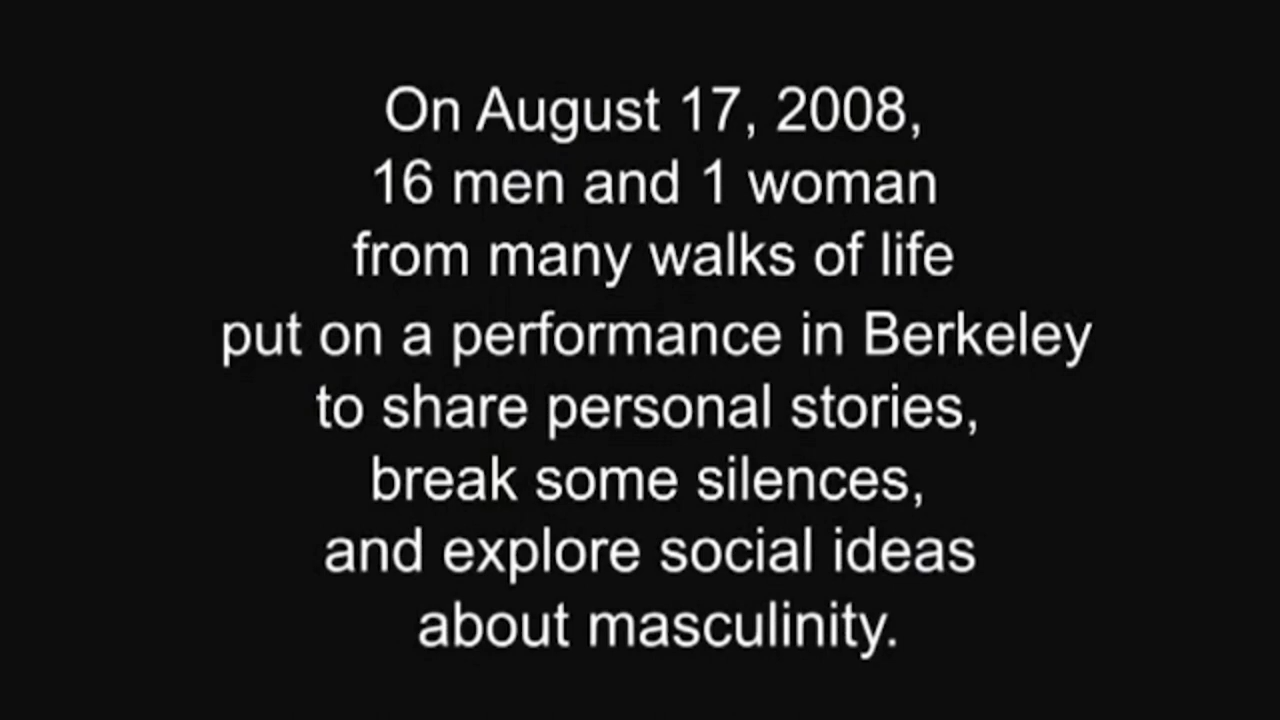 On August 17, 2008,
16 men and 1 woman
from many walks of life
put on a performance in Berkeley
to share personal stories,
break some silences,
and explore social ideas
about masculinity.